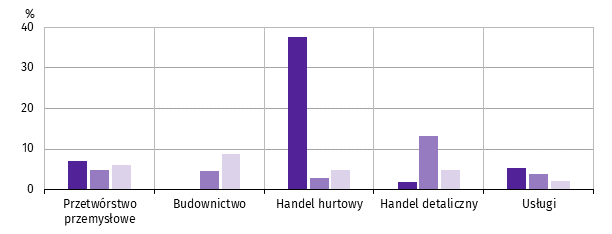 %
40
30
20
10
0
Przetwórstwo przemysłowe
Budownictwo
Handel hurtowy
Handel detaliczny
Usługi